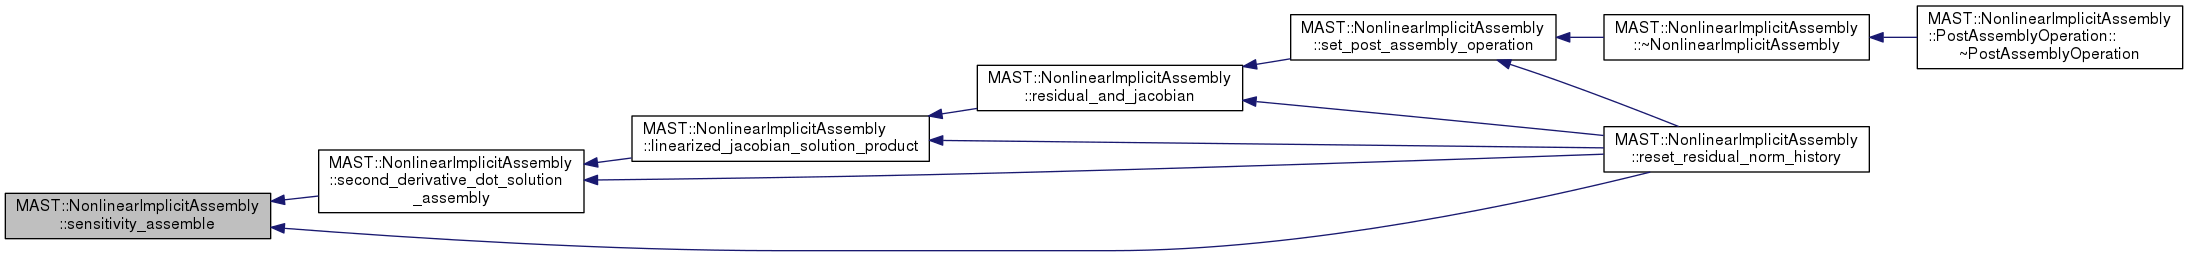 MAST::NonlinearImplicitAssembly
::sensitivity_assemble
MAST::NonlinearImplicitAssembly
::second_derivative_dot_solution
_assembly
MAST::NonlinearImplicitAssembly
::linearized_jacobian_solution_product
MAST::NonlinearImplicitAssembly
::residual_and_jacobian
MAST::NonlinearImplicitAssembly
::set_post_assembly_operation
MAST::NonlinearImplicitAssembly
::~NonlinearImplicitAssembly
MAST::NonlinearImplicitAssembly
::PostAssemblyOperation::
~PostAssemblyOperation
MAST::NonlinearImplicitAssembly
::reset_residual_norm_history